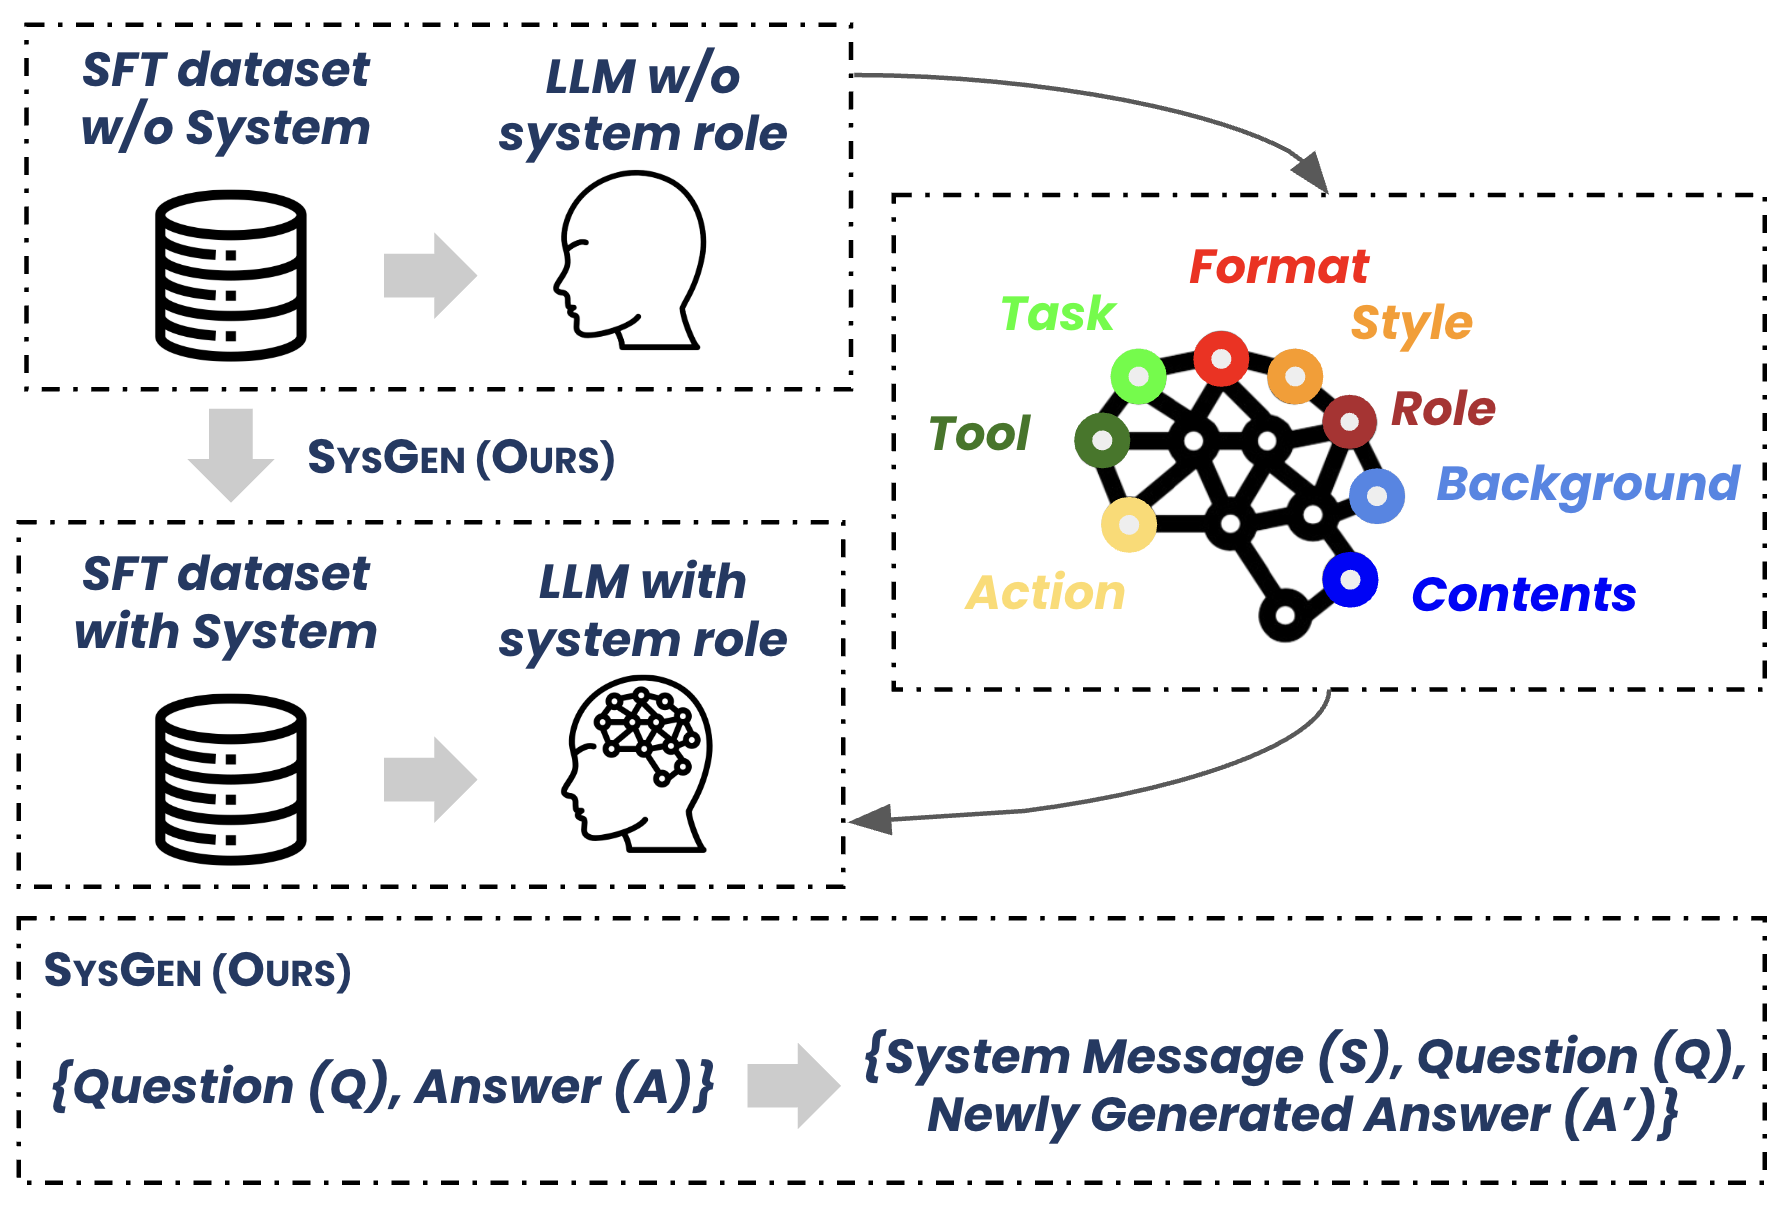 SFT dataset
w/o System
LLM w/o
system role
SYSGEN (OURS)
SFT dataset
with System
LLM with
system role
Format
Task
Style
Role
Tool
Background
Action
Contents
SYSGEN (OURS)
{Question (Q), Answer (A)}
{System Message (S), Question (Q),
Newly Generated Answer (A’)}